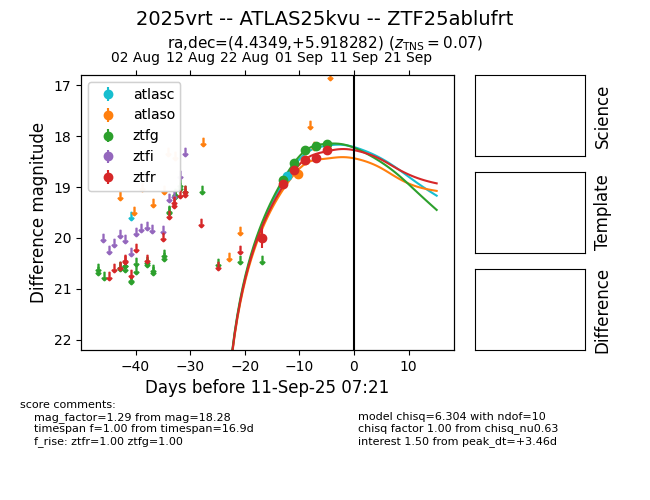 2025vrt -- ATLAS25kvu -- ZTF25ablufrt
ra,dec=(4.4349,+5.918282) (zTNS = 0.07)
02 Aug 12 Aug 22 Aug 01 Sep 11 Sep 21 Sep
17
18
19
20
21
22
Difference magnitude
atlasc
atlaso
ztfg
ztfi
ztfr
−40 −30 −20 −10 0 10
Days before 11-Sep-25 07:21
Science
Template
Difference
score comments:
mag_factor=1.29 from mag=18.28
timespan f=1.00 from timespan=16.9d
f_rise: ztfr=1.00 ztfg=1.00
model chisq=6.304 with ndof=10
chisq factor 1.00 from chisq_nu0.63
interest 1.50 from peak_dt=+3.46d